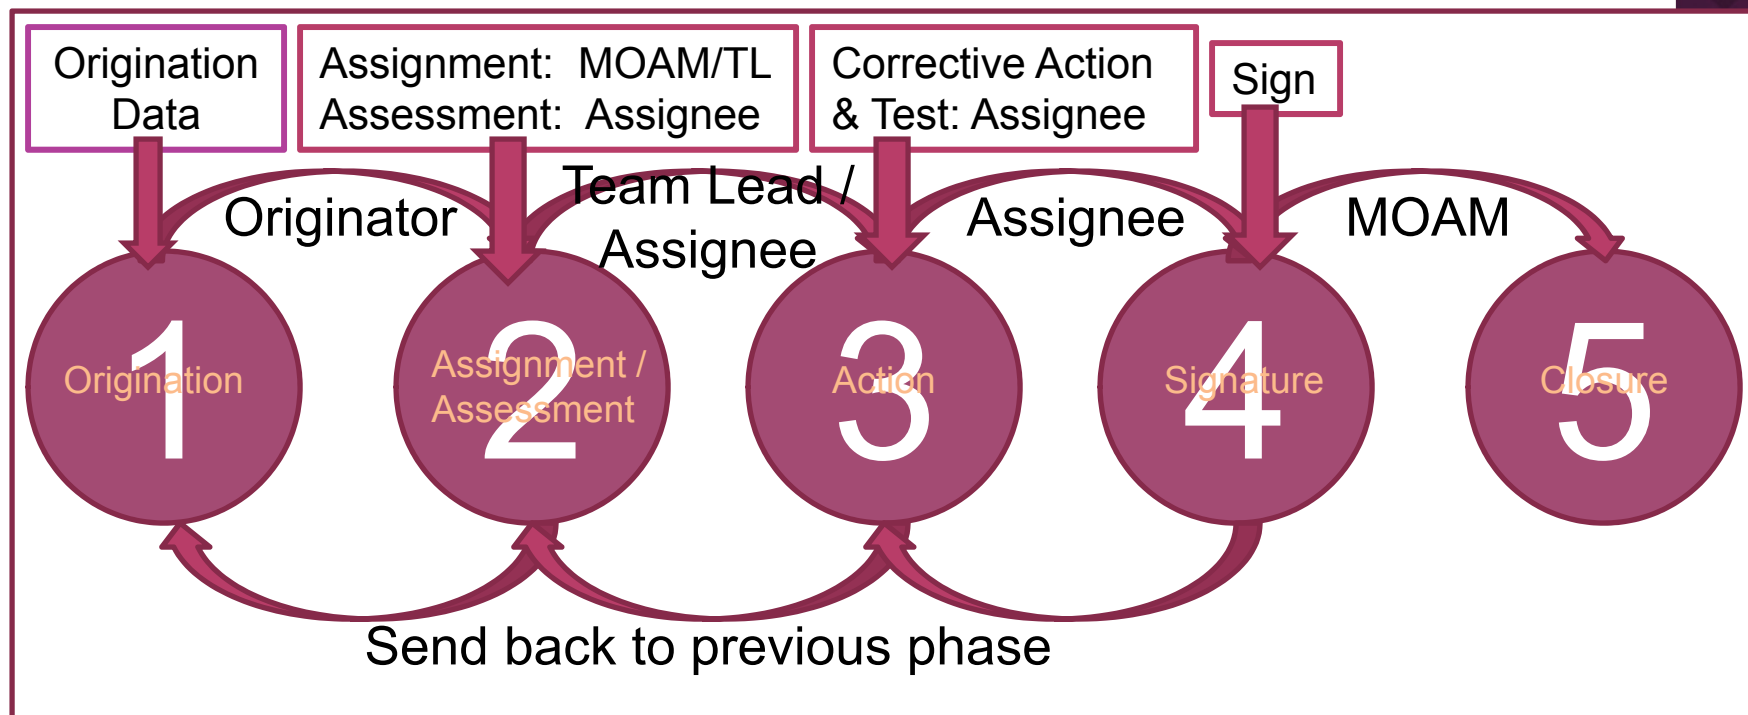 Origination
Data
Assignment:  MOAM/TL
Assessment:  Assignee
Corrective Action
& Test: Assignee
Sign
Originator
Team Lead /
Assignee
Assignee
MOAM
1
Origination
2
Assignment /
Assessment
3
Action
4
Signature
5
Closure
Send back to previous phase